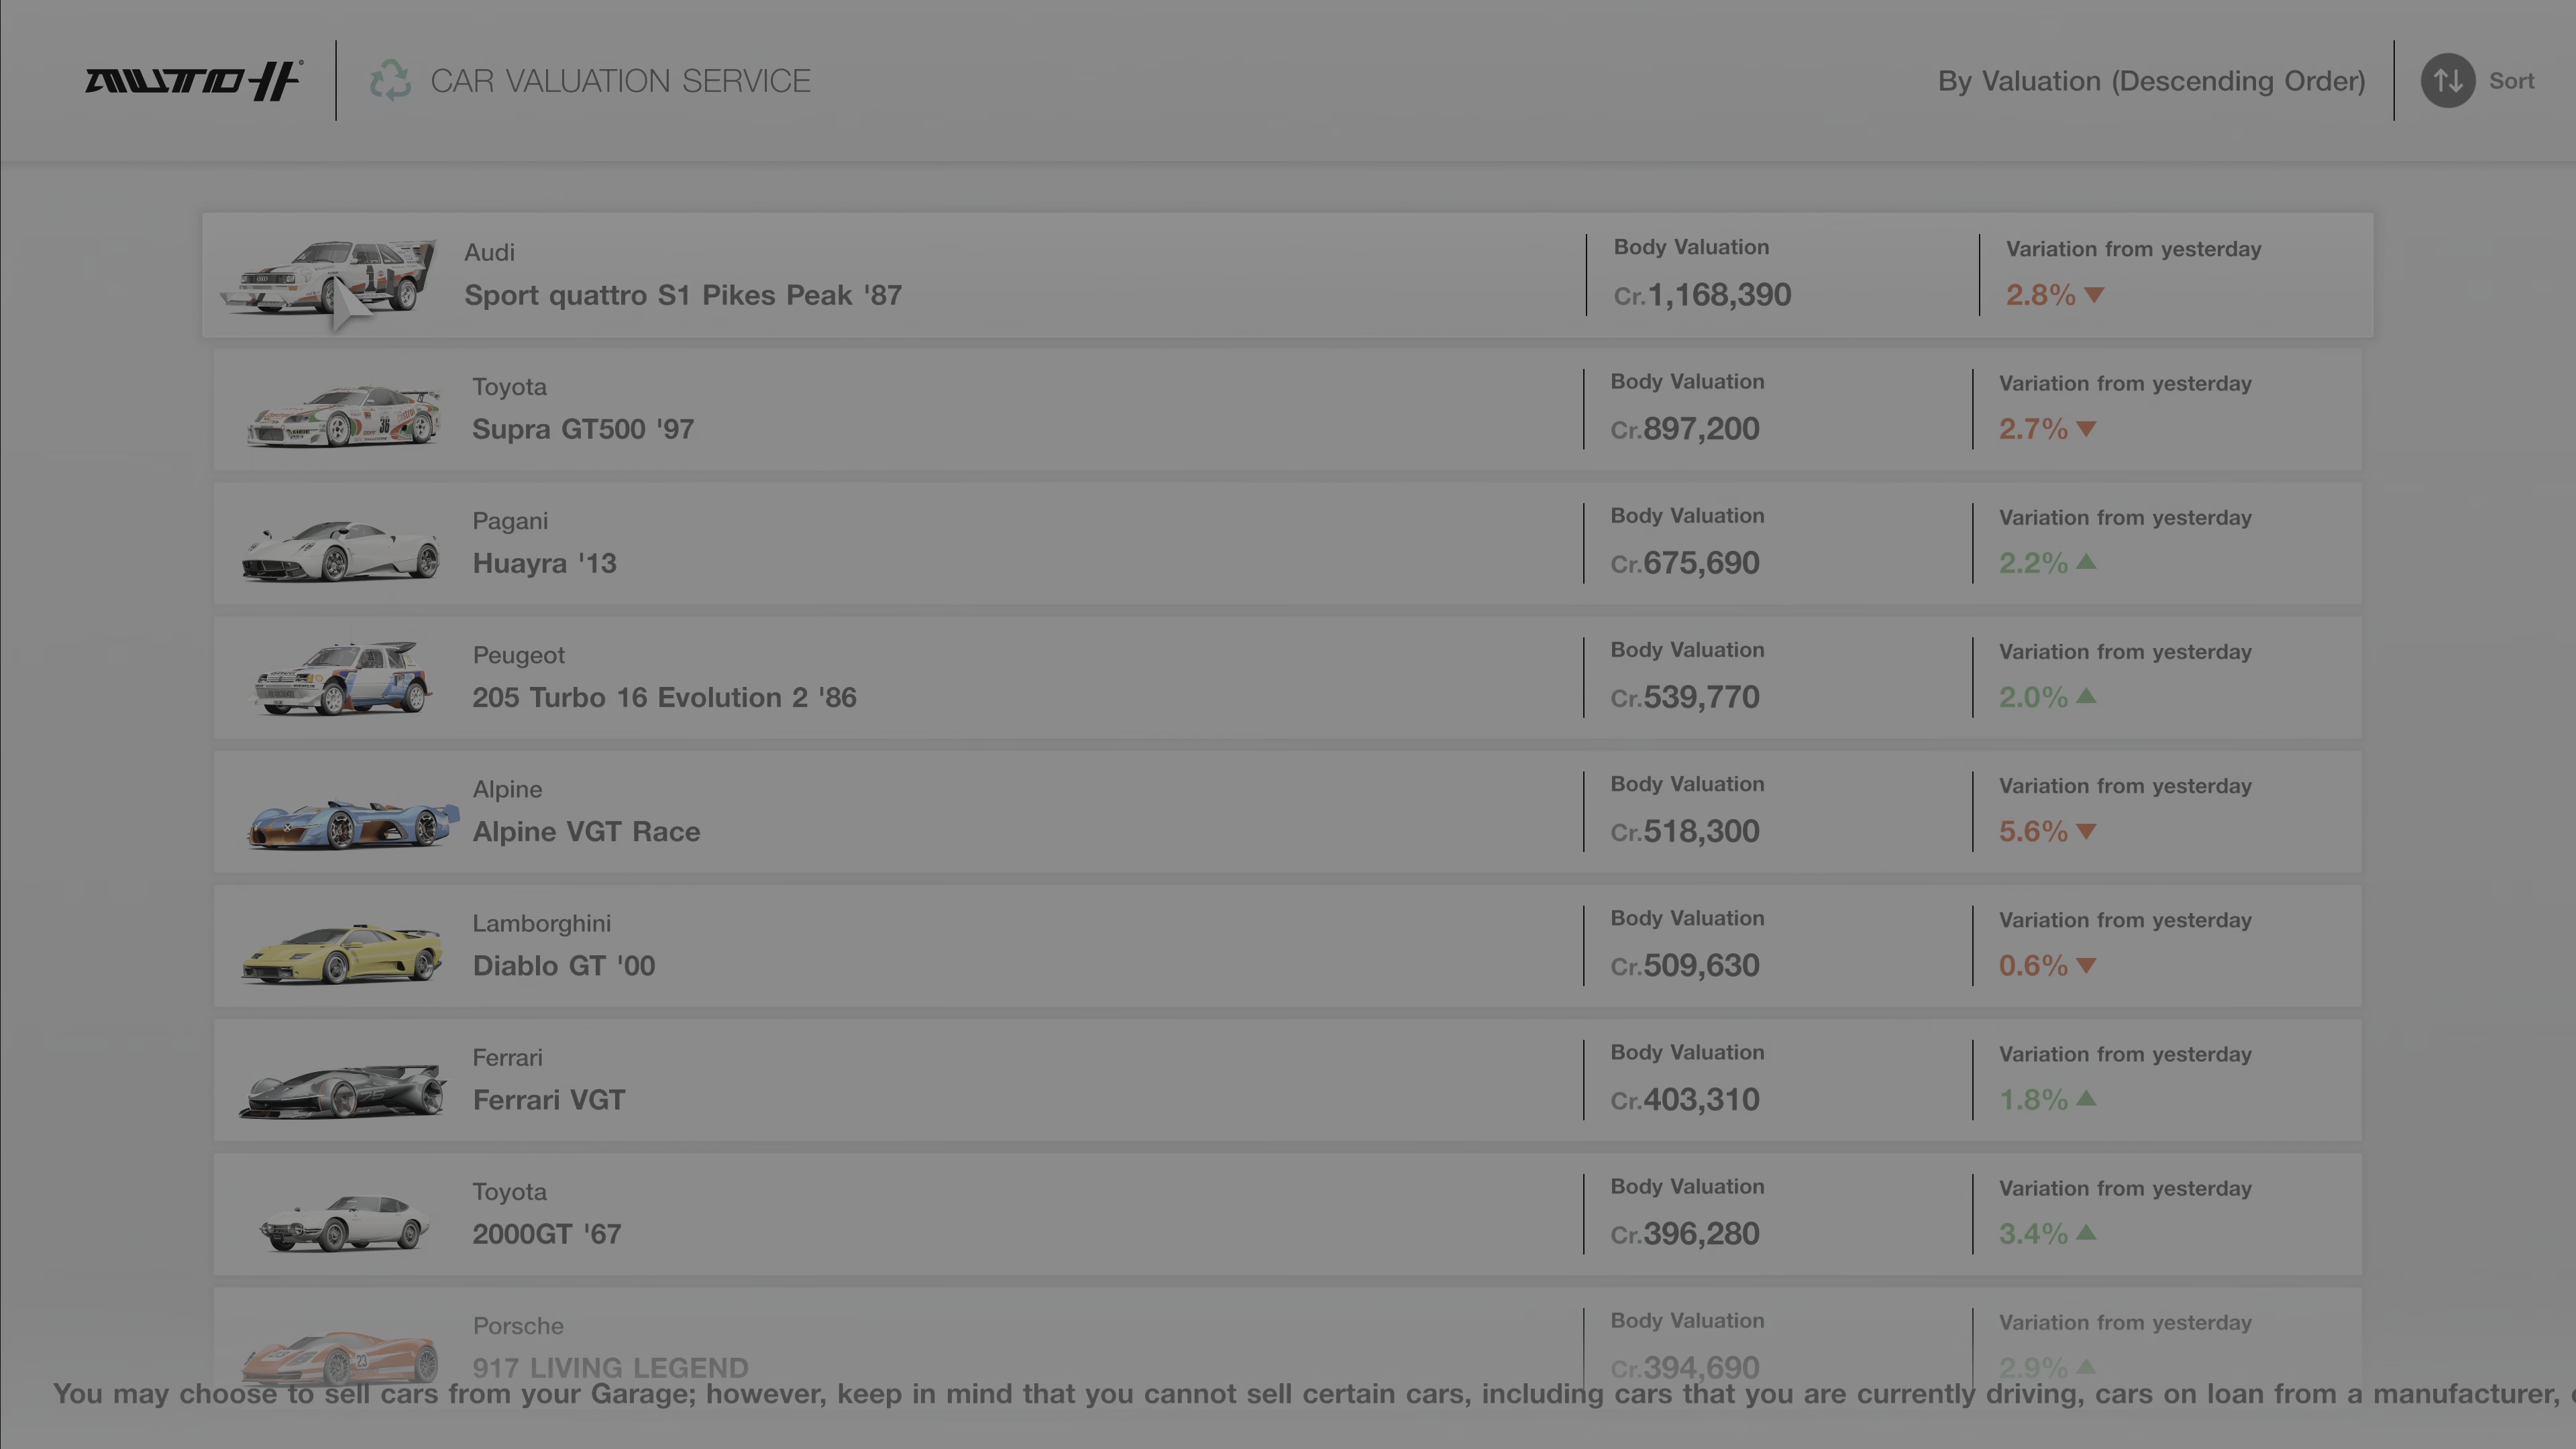 AUTO
CAR VALUATION SERVICE
By Valuation (Descending Order)
Sort
Audi
Sport quattro S1 Pikes Peak '87
Body Valuation
Cr.1,168,390
Variation from yesterday
2.8%▼
Toyota
Supra GT500 '97
Body Valuation
Cr.897,200
Variation from yesterday
2.7%▼
Pagani
Huayra '13
Body Valuation
Cr.675,690
Variation from yesterday
2.2%▲
Peugeot
205 Turbo 16 Evolution 2 '86
Body Valuation
Cr.539,770
Variation from yesterday
2.0%▲
Alpine
Alpine VGT Race
Body Valuation
Cr.518,300
Variation from yesterday
5.6%▼
Lamborghini
Diablo GT '00
Body Valuation
Cr.509,630
Variation from yesterday
0.6%▼
Ferrari
Ferrari VGT
Body Valuation
Cr.403,310
Variation from yesterday
1.8%▲
Toyota
2000GT '67
Body Valuation
Cr.396,280
Variation from yesterday
3.4%▲
Porsche
917 LIVING LEGEND
Body Valuation
Cr.394,690
Variation from yesterday
2.9%▲
36
23
You may choose to sell cars from your Garage; however, keep in mind that you cannot sell certain cars, including cars that you are currently driving, cars on loan from a manufacturer,